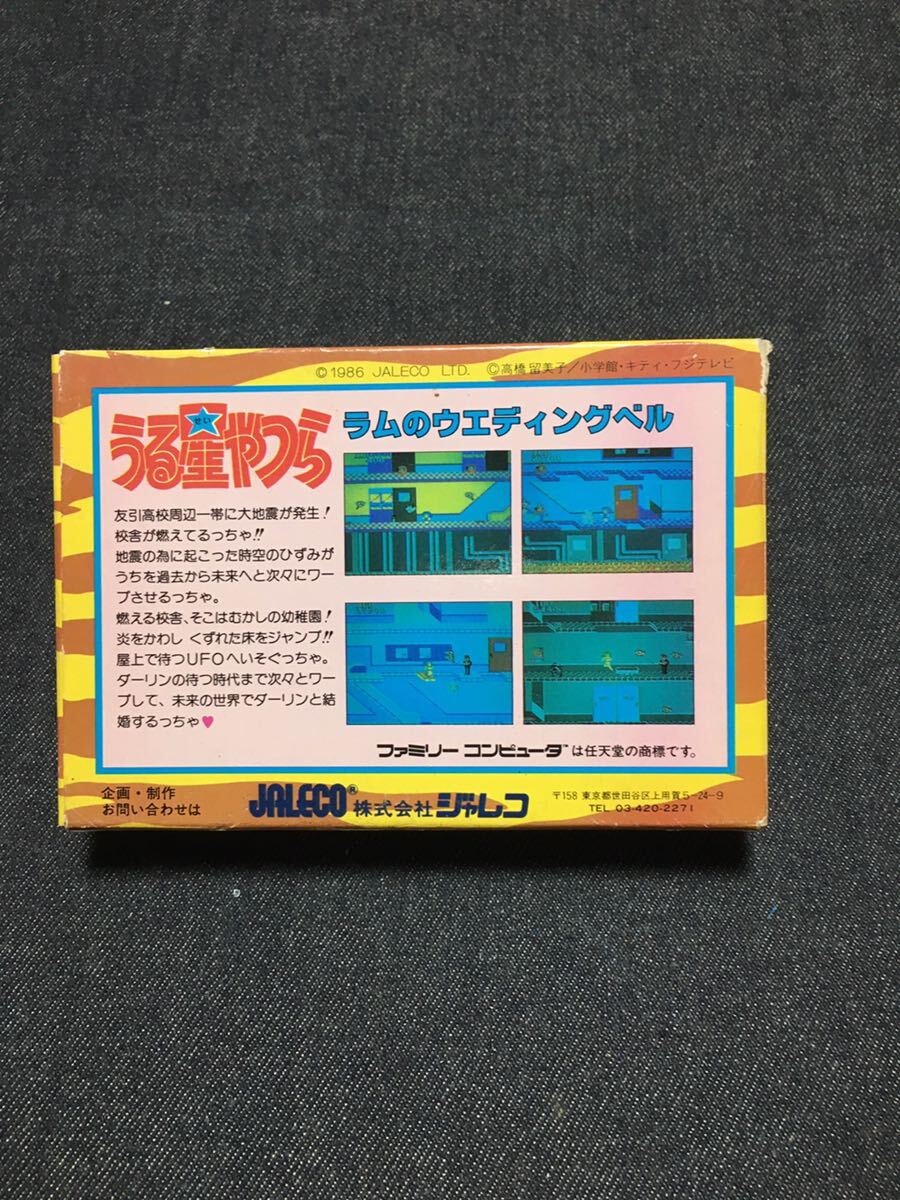 ©1986 JALECO LTD. ©高橋留美子／小学館・キティ・フジテレビ
うる星やつら
せい
ラムのウエディングベル
友引高校周辺一帯に大地震が発生！
校舎が燃えてるっちゃ!!
地震の為に起こった時空のひずみが
うちを過去から未来へと次々にワー
プさせるっちゃ。
燃える校舎、そこはむかしの幼稚園！
炎をかわし くずれた床をジャンプ!!
屋上で待つUFOへいそぐっちゃ。
ダーリンの待つ時代まで次々とワー
プして、未来の世界でダーリンと結
婚するっちゃ♥
ファミリー コンピュータ™は任天堂の商標です。
企画・制作
お問い合わせは
JALECO® 株式会社ジャレコ
〒158 東京都世田谷区上用賀5-24-9
TEL 03-420-2271